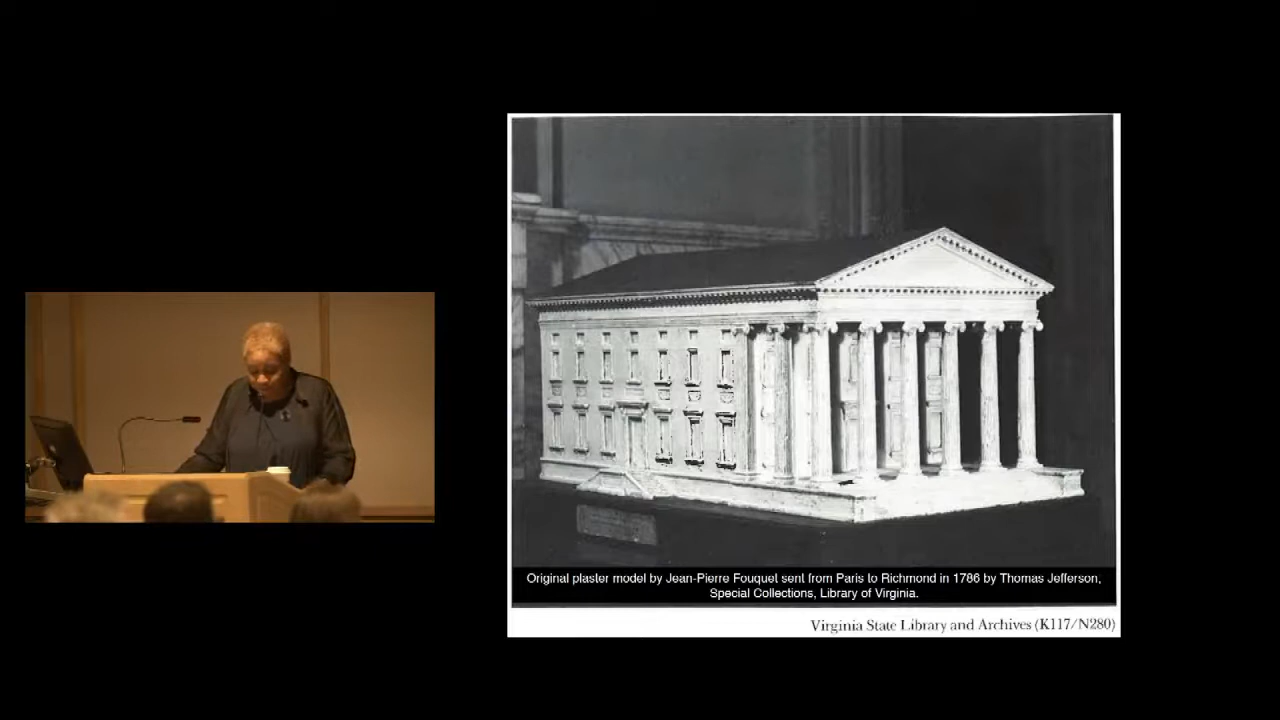 Original plaster model by Jean-Pierre Fouquet sent from Paris to Richmond in 1786 by Thomas Jefferson,
Special Collections, Library of Virginia.
Virginia State Library and Archives (K117/N280)